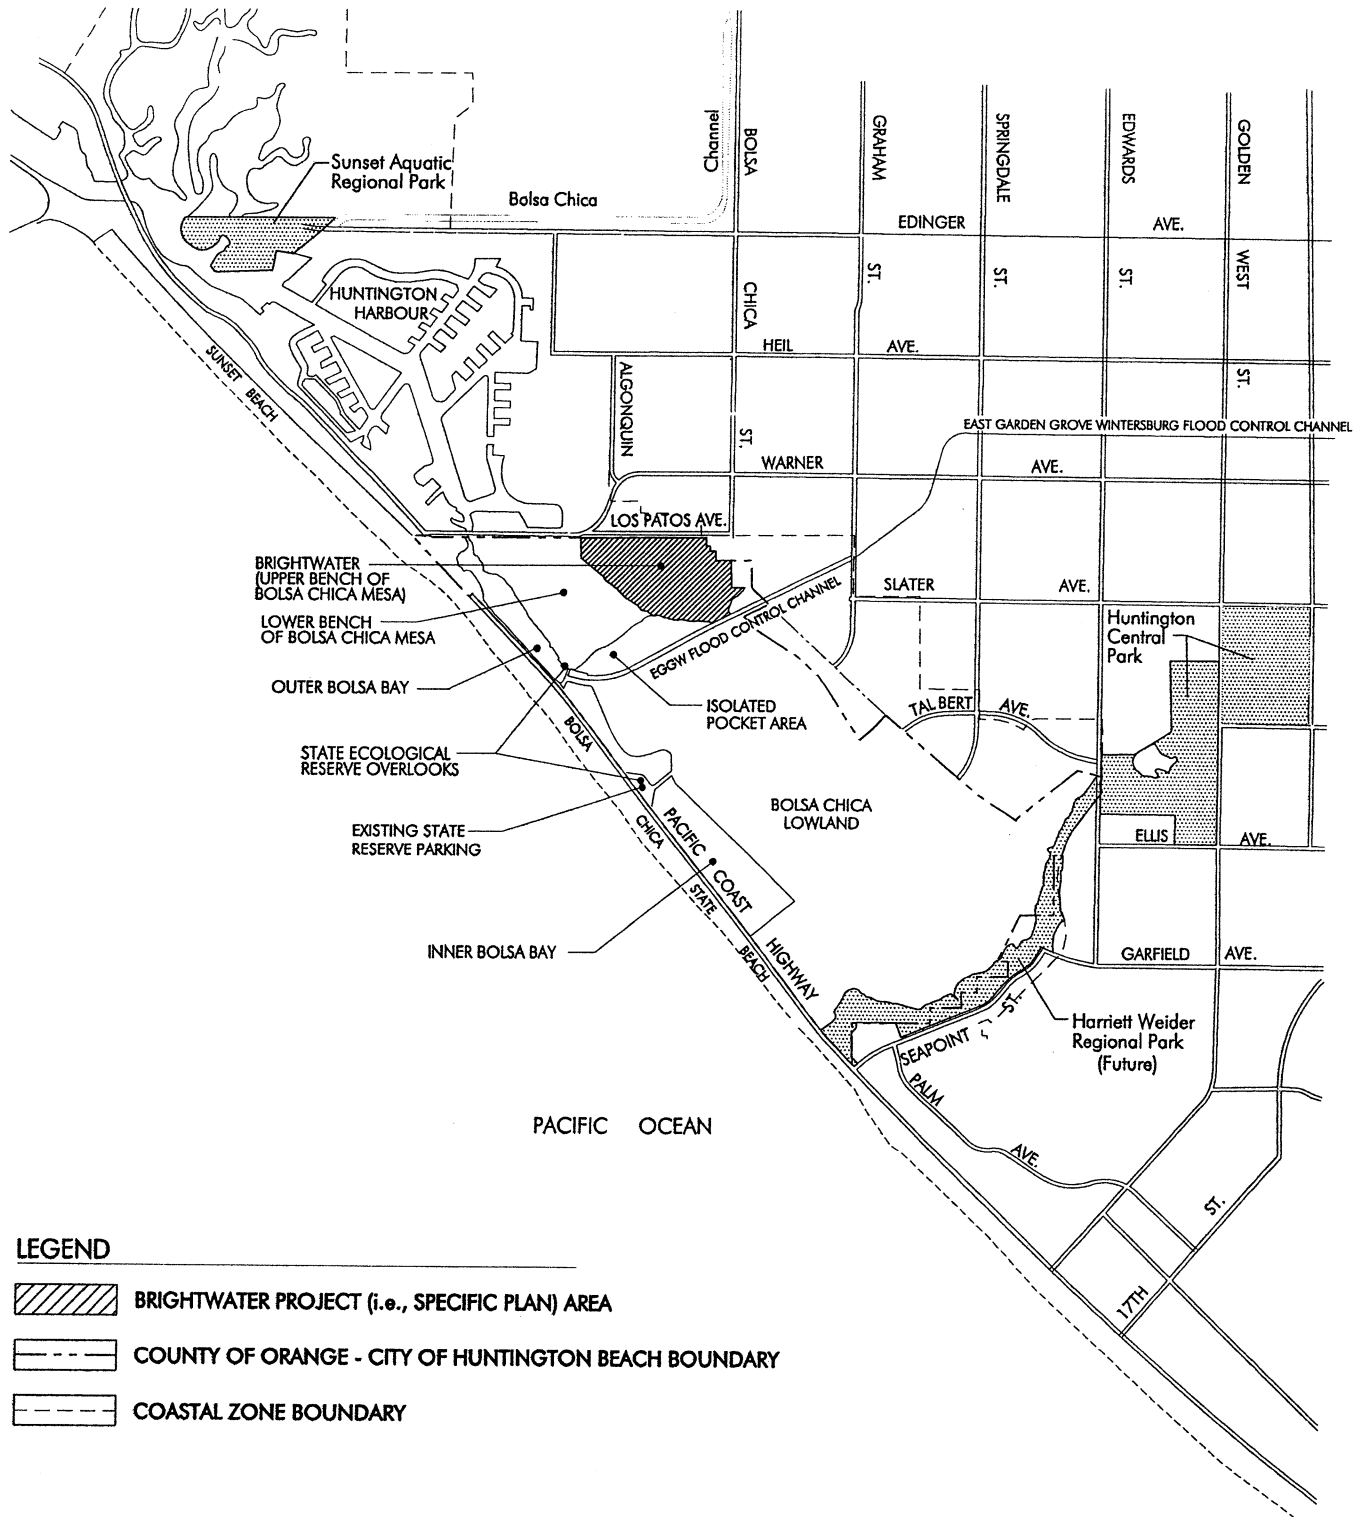 Sunset Aquatic
Regional Park
Bolsa Chica
Channel
BOLSA
CHICA
ST.
GRAHAM
ST.
SPRINGDALE
ST.
EDWARDS
ST.
GOLDEN
WEST
ST.
EDINGER AVE.
HUNTINGTON
HARBOUR
HEIL AVE.
SUNSET BEACH
ALGONQUIN
EAST GARDEN GROVE WINTERSBURG FLOOD CONTROL CHANNEL
WARNER AVE.
LOS PATOS AVE.
BRIGHTWATER
(UPPER BENCH OF
BOLSA CHICA MESA)
LOWER BENCH
OF BOLSA CHICA MESA
EGGW FLOOD CONTROL CHANNEL
SLATER AVE.
Huntington
Central
Park
OUTER BOLSA BAY
ISOLATED
POCKET AREA
TALBERT AVE.
STATE ECOLOGICAL
RESERVE OVERLOOKS
BOLSA
CHICA
STATE
BEACH
PACIFIC
COAST
HIGHWAY
BOLSA CHICA
LOWLAND
EXISTING STATE
RESERVE PARKING
ELLIS AVE.
INNER BOLSA BAY
GARFIELD AVE.
SEAPOINT ST.
Harriett Weider
Regional Park
(Future)
PALM
AVE.
PACIFIC OCEAN
17TH
ST.
LEGEND
BRIGHTWATER PROJECT (i.e., SPECIFIC PLAN) AREA
COUNTY OF ORANGE - CITY OF HUNTINGTON BEACH BOUNDARY
COASTAL ZONE BOUNDARY